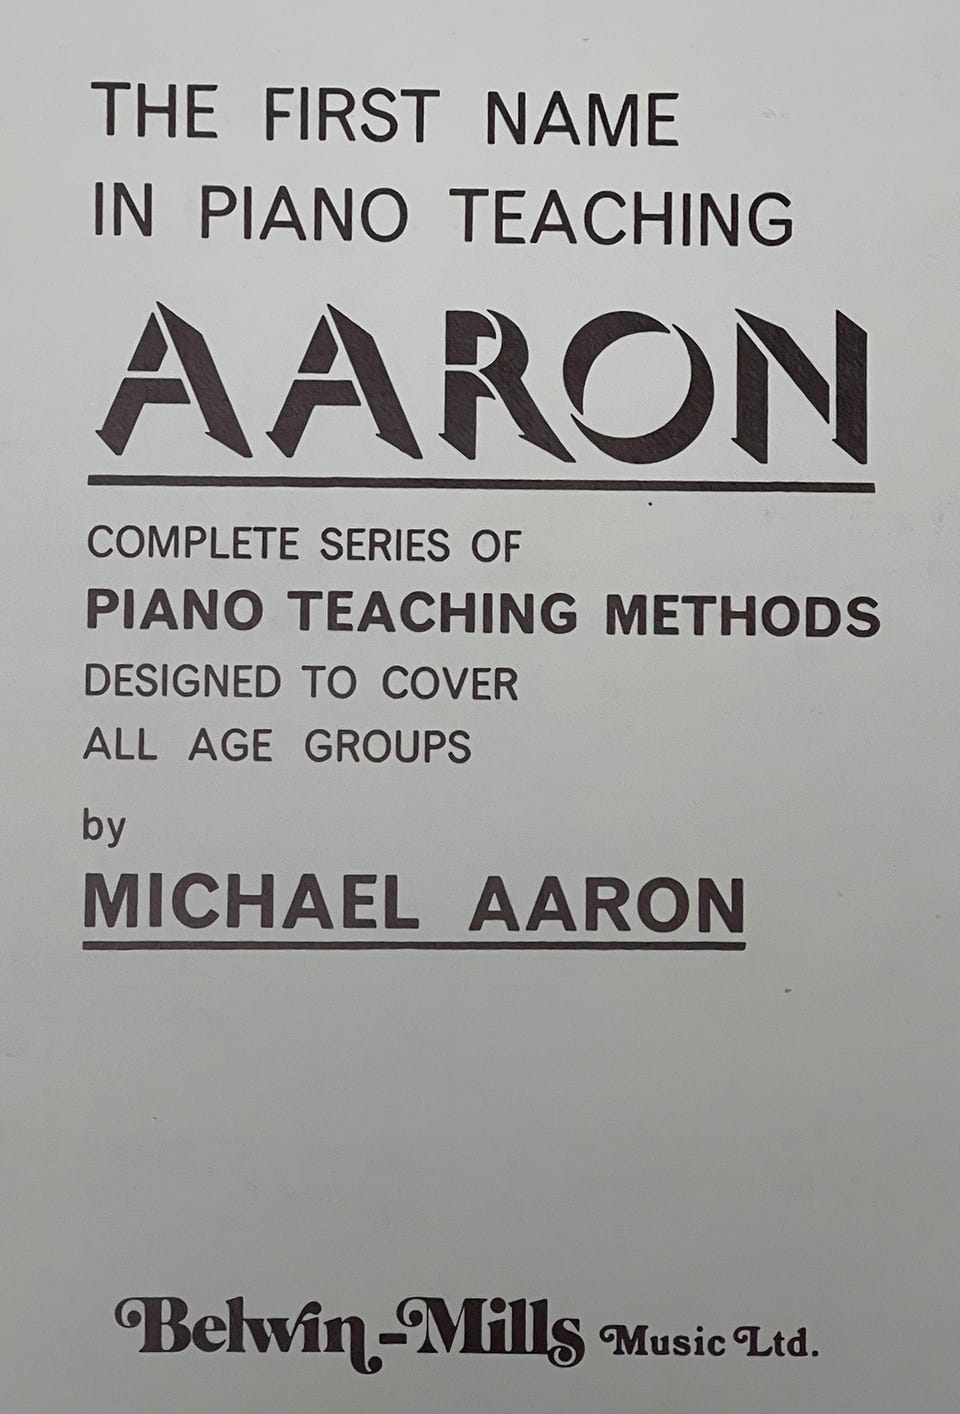 THE FIRST NAME
IN PIANO TEACHING
AARON
COMPLETE SERIES OF
PIANO TEACHING METHODS
DESIGNED TO COVER
ALL AGE GROUPS
by
MICHAEL AARON
Belwin-Mills Music Ltd.